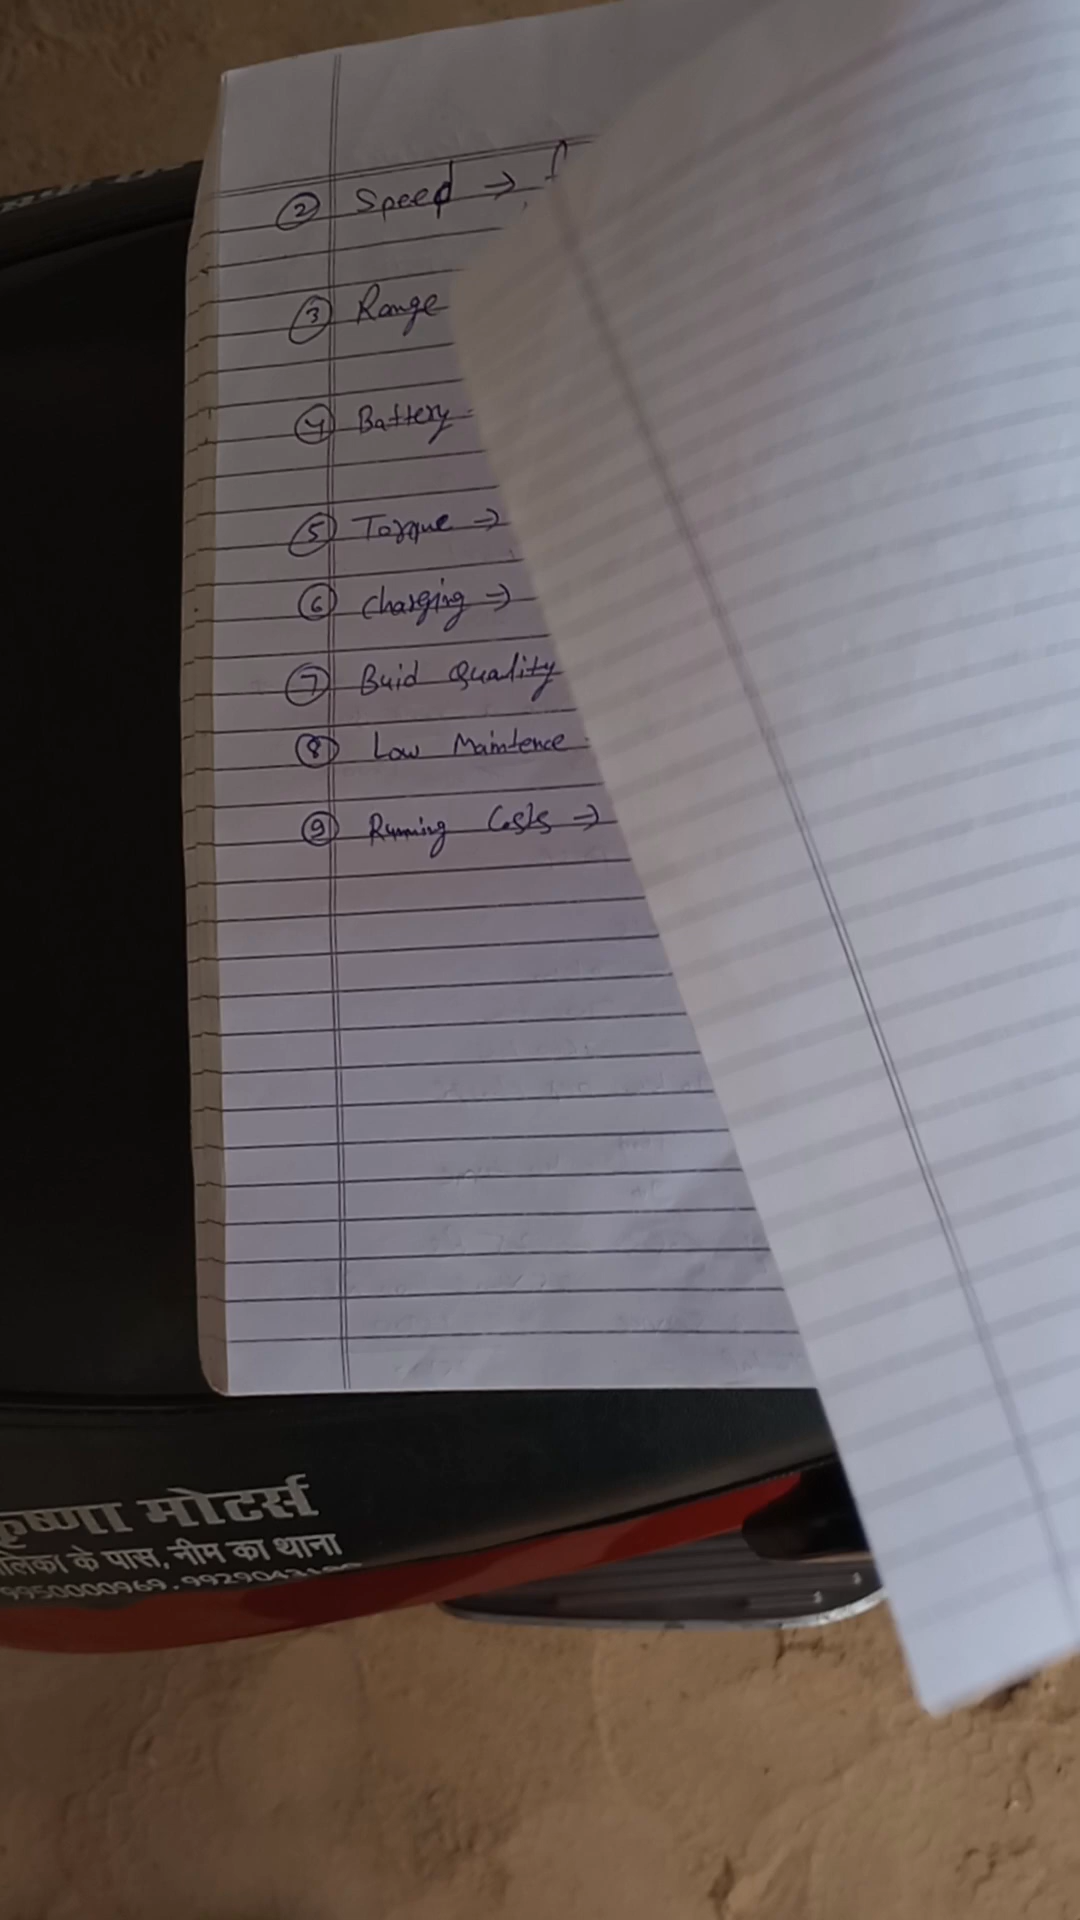 ② Speed →
③ Range
④ Battery
⑤ Torque →
⑥ Charging →
⑦ Buid Quality
⑧ Low Maintence
⑨ Running Costs →
कृष्णा मोटर्स
के पास, नीम का थाना
9950000969,